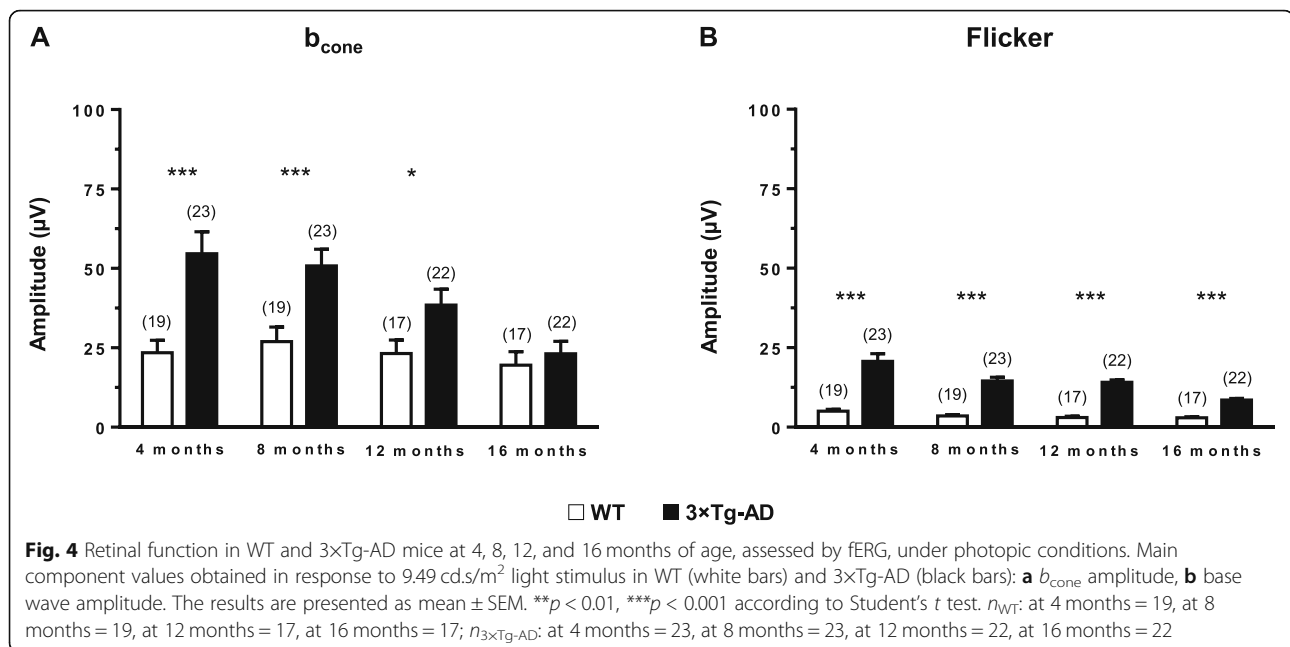 A
b_cone
B
Flicker
Amplitude (µV)
100
75
50
25
0
***
***
*
(19)
(23)
(19)
(23)
(17)
(22)
(17)
(22)
4 months
8 months
12 months
16 months
Amplitude (µV)
100
75
50
25
0
***
***
***
***
(19)
(23)
(19)
(23)
(17)
(22)
(17)
(22)
4 months
8 months
12 months
16 months
WT
3×Tg-AD
Fig. 4 Retinal function in WT and 3×Tg-AD mice at 4, 8, 12, and 16 months of age, assessed by fERG, under photopic conditions. Main
component values obtained in response to 9.49 cd.s/m² light stimulus in WT (white bars) and 3×Tg-AD (black bars): a b_cone amplitude, b base
wave amplitude. The results are presented as mean ± SEM. **p < 0.01, ***p < 0.001 according to Student's t test. n_WT: at 4 months = 19, at 8
months = 19, at 12 months = 17, at 16 months = 17; n_3×Tg-AD: at 4 months = 23, at 8 months = 23, at 12 months = 22, at 16 months = 22